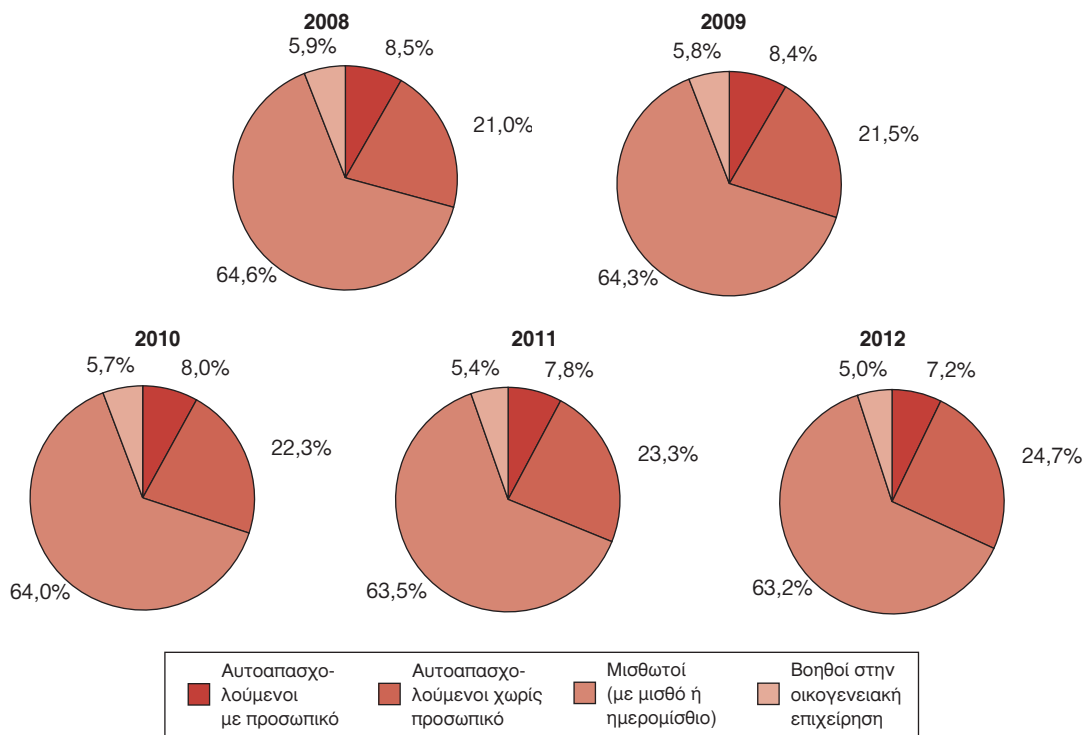 2008
5,9% 8,5%
21,0%
64,6%
2009
5,8% 8,4%
21,5%
64,3%
2010
5,7% 8,0%
22,3%
64,0%
2011
5,4% 7,8%
23,3%
63,5%
2012
5,0% 7,2%
24,7%
63,2%
Αυτοαπασχο-
λούμενοι
με προσωπικό
Αυτοαπασχο-
λούμενοι χωρίς
προσωπικό
Μισθωτοί
(με μισθό ή
ημερομίσθιο)
Βοηθοί στην
οικογενειακή
επιχείρηση